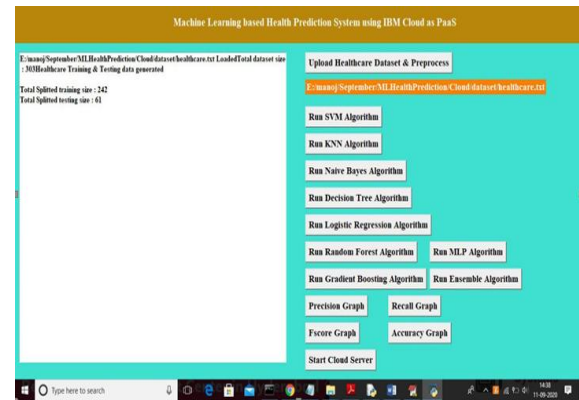 Machine Learning based Health Prediction System using IBM Cloud as PaaS
E:/manoj/September/MLHealthPrediction/Cloud/dataset/healthcare.txt LoadedTotal dataset size
: 303Healthcare Training & Testing data generated
Total Splitted training size : 242
Total Splitted testing size : 61
Upload Healthcare Dataset & Preprocess
E:/manoj/September/MLHealthPrediction/Cloud/dataset/healthcare.txt
Run SVM Algorithm
Run KNN Algorithm
Run Naive Bayes Algorithm
Run Decision Tree Algorithm
Run Logistic Regression Algorithm
Run Random Forest Algorithm
Run MLP Algorithm
Run Gradient Boosting Algorithm
Run Ensemble Algorithm
Precision Graph
Recall Graph
Fscore Graph
Accuracy Graph
Start Cloud Server
Type here to search
14:38
11-09-2020